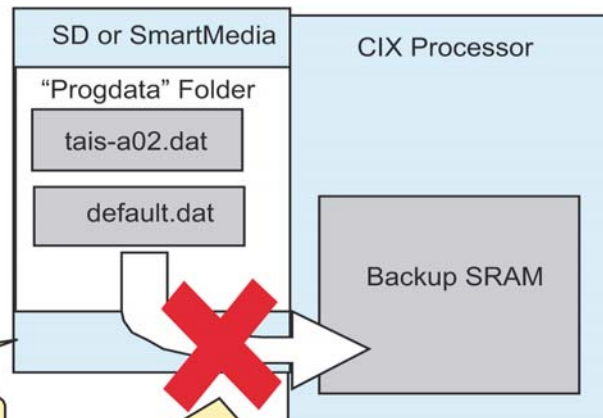 SD or SmartMedia
CIX Processor
“Progdata” Folder
tais-a02.dat
default.dat
Backup SRAM